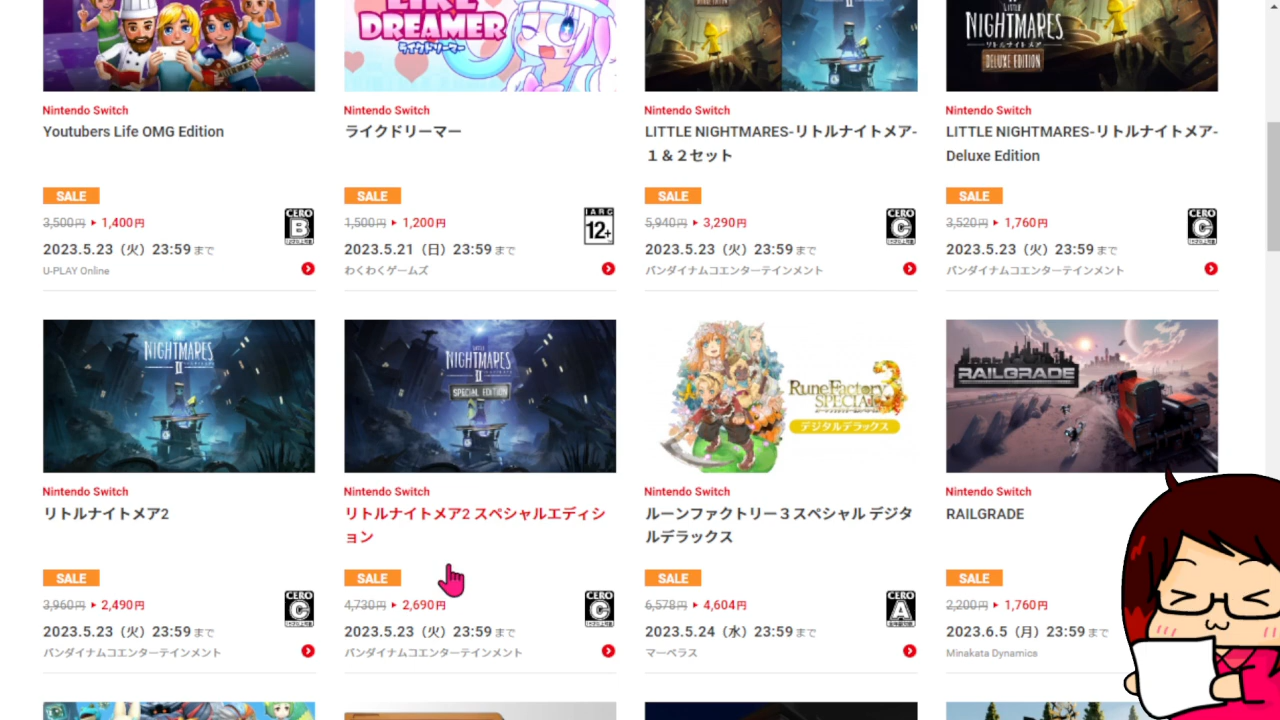 LIKE
DREAMER
ライクドリーマー
II
LITTLE
NIGHTMARES
リトルナイトメア
DELUXE EDITION
Nintendo Switch
Youtubers Life OMG Edition
SALE
3,500円 1,400円
CERO
B
2023.5.23（火）23:59 まで
U-PLAY Online
Nintendo Switch
ライクドリーマー
SALE
1,500円 1,200円
IARC
12+
2023.5.21（日）23:59 まで
わくわくゲームズ
Nintendo Switch
LITTLE NIGHTMARES-リトルナイトメア-
１＆２セット
SALE
5,940円 3,290円
CERO
C
2023.5.23（火）23:59 まで
バンダイナムコエンターテインメント
Nintendo Switch
LITTLE NIGHTMARES-リトルナイトメア-
Deluxe Edition
SALE
3,520円 1,760円
CERO
C
2023.5.23（火）23:59 まで
バンダイナムコエンターテインメント
NIGHTMARES
II
LITTLE
NIGHTMARES
II
SPECIAL EDITION
Rune Factory 3
SPECIAL
デジタルデラックス
RAILGRADE
Nintendo Switch
リトルナイトメア2
SALE
3,960円 2,490円
CERO
C
2023.5.23（火）23:59 まで
バンダイナムコエンターテインメント
Nintendo Switch
リトルナイトメア2 スペシャルエディシ
ョン
SALE
4,730円 2,690円
CERO
C
2023.5.23（火）23:59 まで
バンダイナムコエンターテインメント
Nintendo Switch
ルーンファクトリー３スペシャル デジタ
ルデラックス
SALE
6,578円 4,604円
CERO
A
2023.5.24（水）23:59 まで
マーベラス
Nintendo Switch
RAILGRADE
SALE
2,200円 1,760円
2023.6.5（月）23:59 まで
Minakata Dynamics